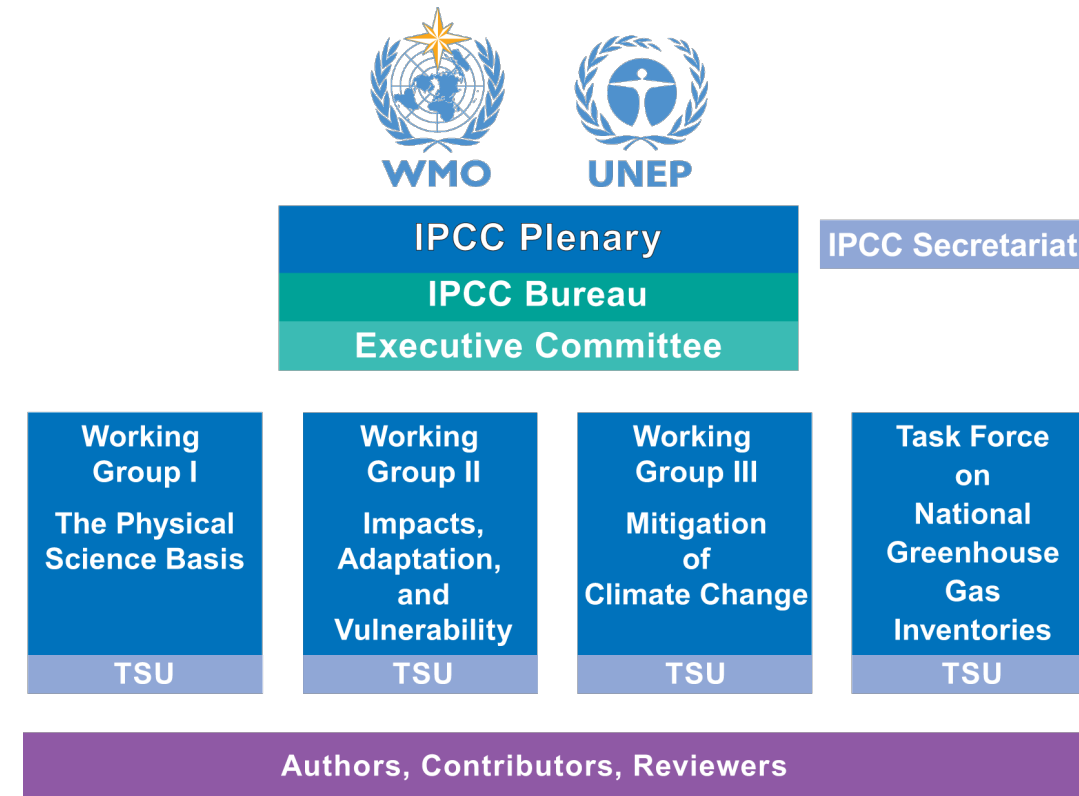 WMO
UNEP
IPCC Plenary
IPCC Secretariat
IPCC Bureau
Executive Committee
Working
Group I
The Physical
Science Basis
TSU
Working
Group II
Impacts,
Adaptation,
and
Vulnerability
TSU
Working
Group III
Mitigation
of
Climate Change
TSU
Task Force
on
National
Greenhouse
Gas
Inventories
TSU
Authors, Contributors, Reviewers